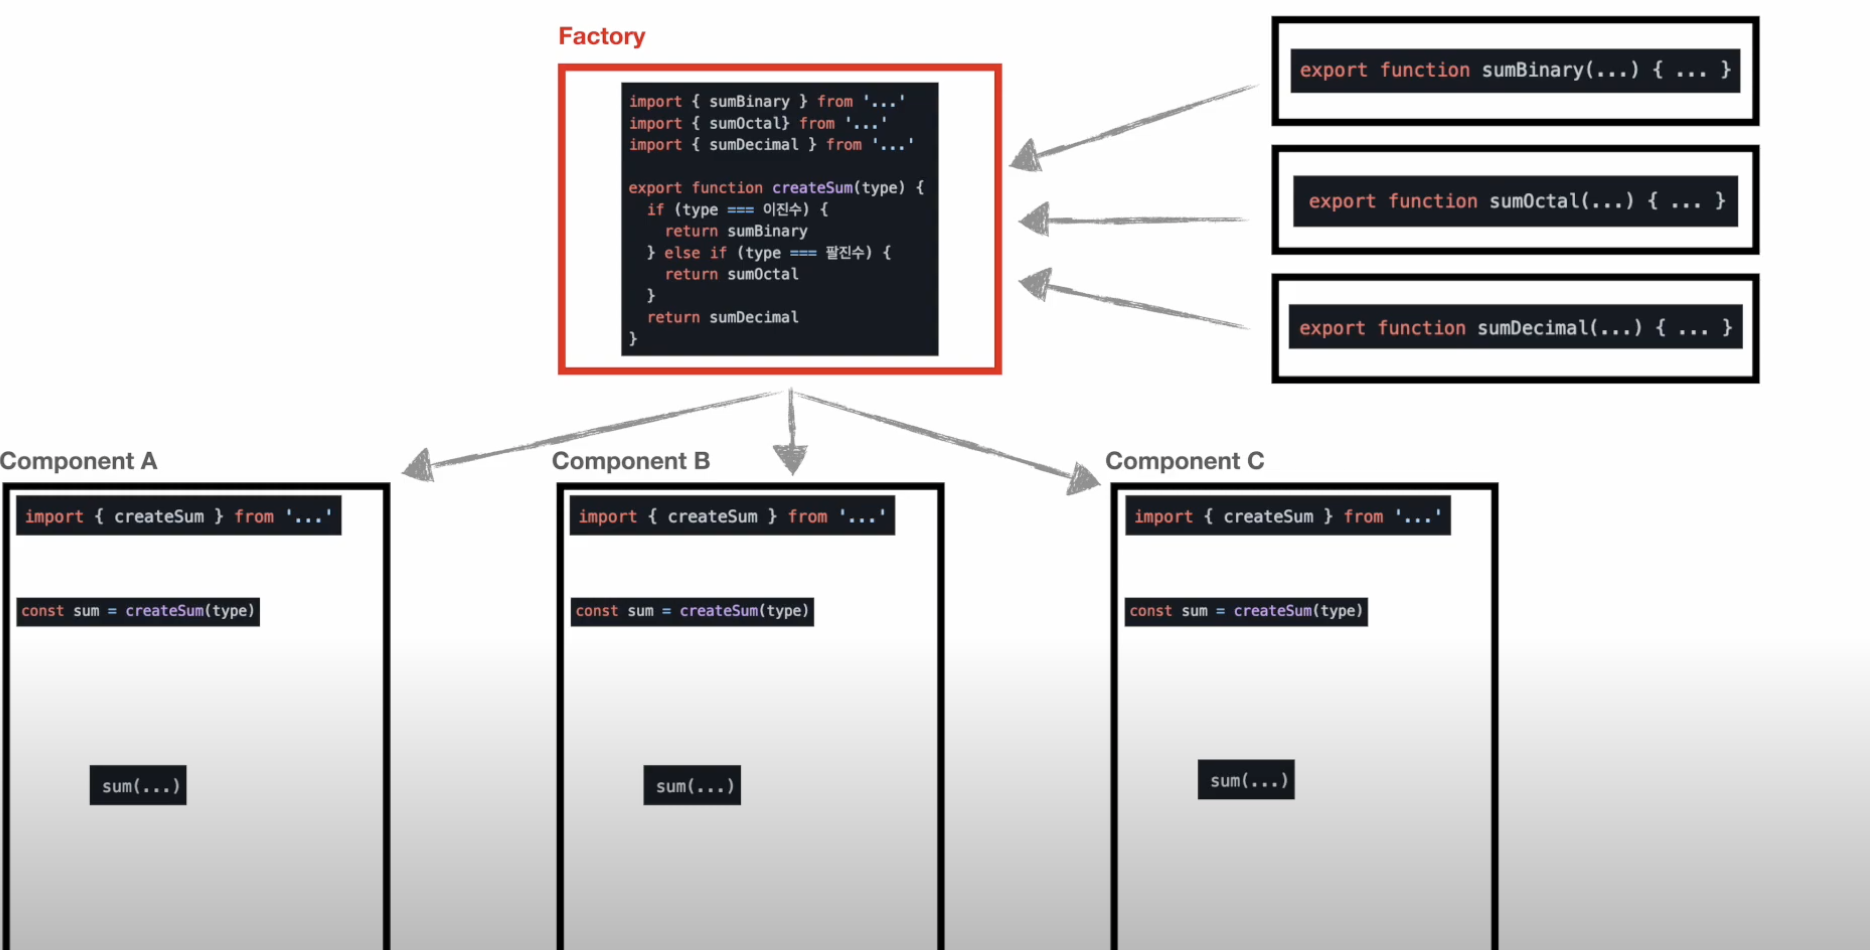 Factory
import { sumBinary } from '...'
import { sumOctal} from '...'
import { sumDecimal } from '...'
export function createSum(type) {
if (type === 이진수) {
return sumBinary
} else if (type === 팔진수) {
return sumOctal
}
return sumDecimal
}
export function sumBinary(...) { ... }
export function sumOctal(...) { ... }
export function sumDecimal(...) { ... }
Component A
import { createSum } from '...'
const sum = createSum(type)
sum(...)
Component B
import { createSum } from '...'
const sum = createSum(type)
sum(...)
Component C
import { createSum } from '...'
const sum = createSum(type)
sum(...)